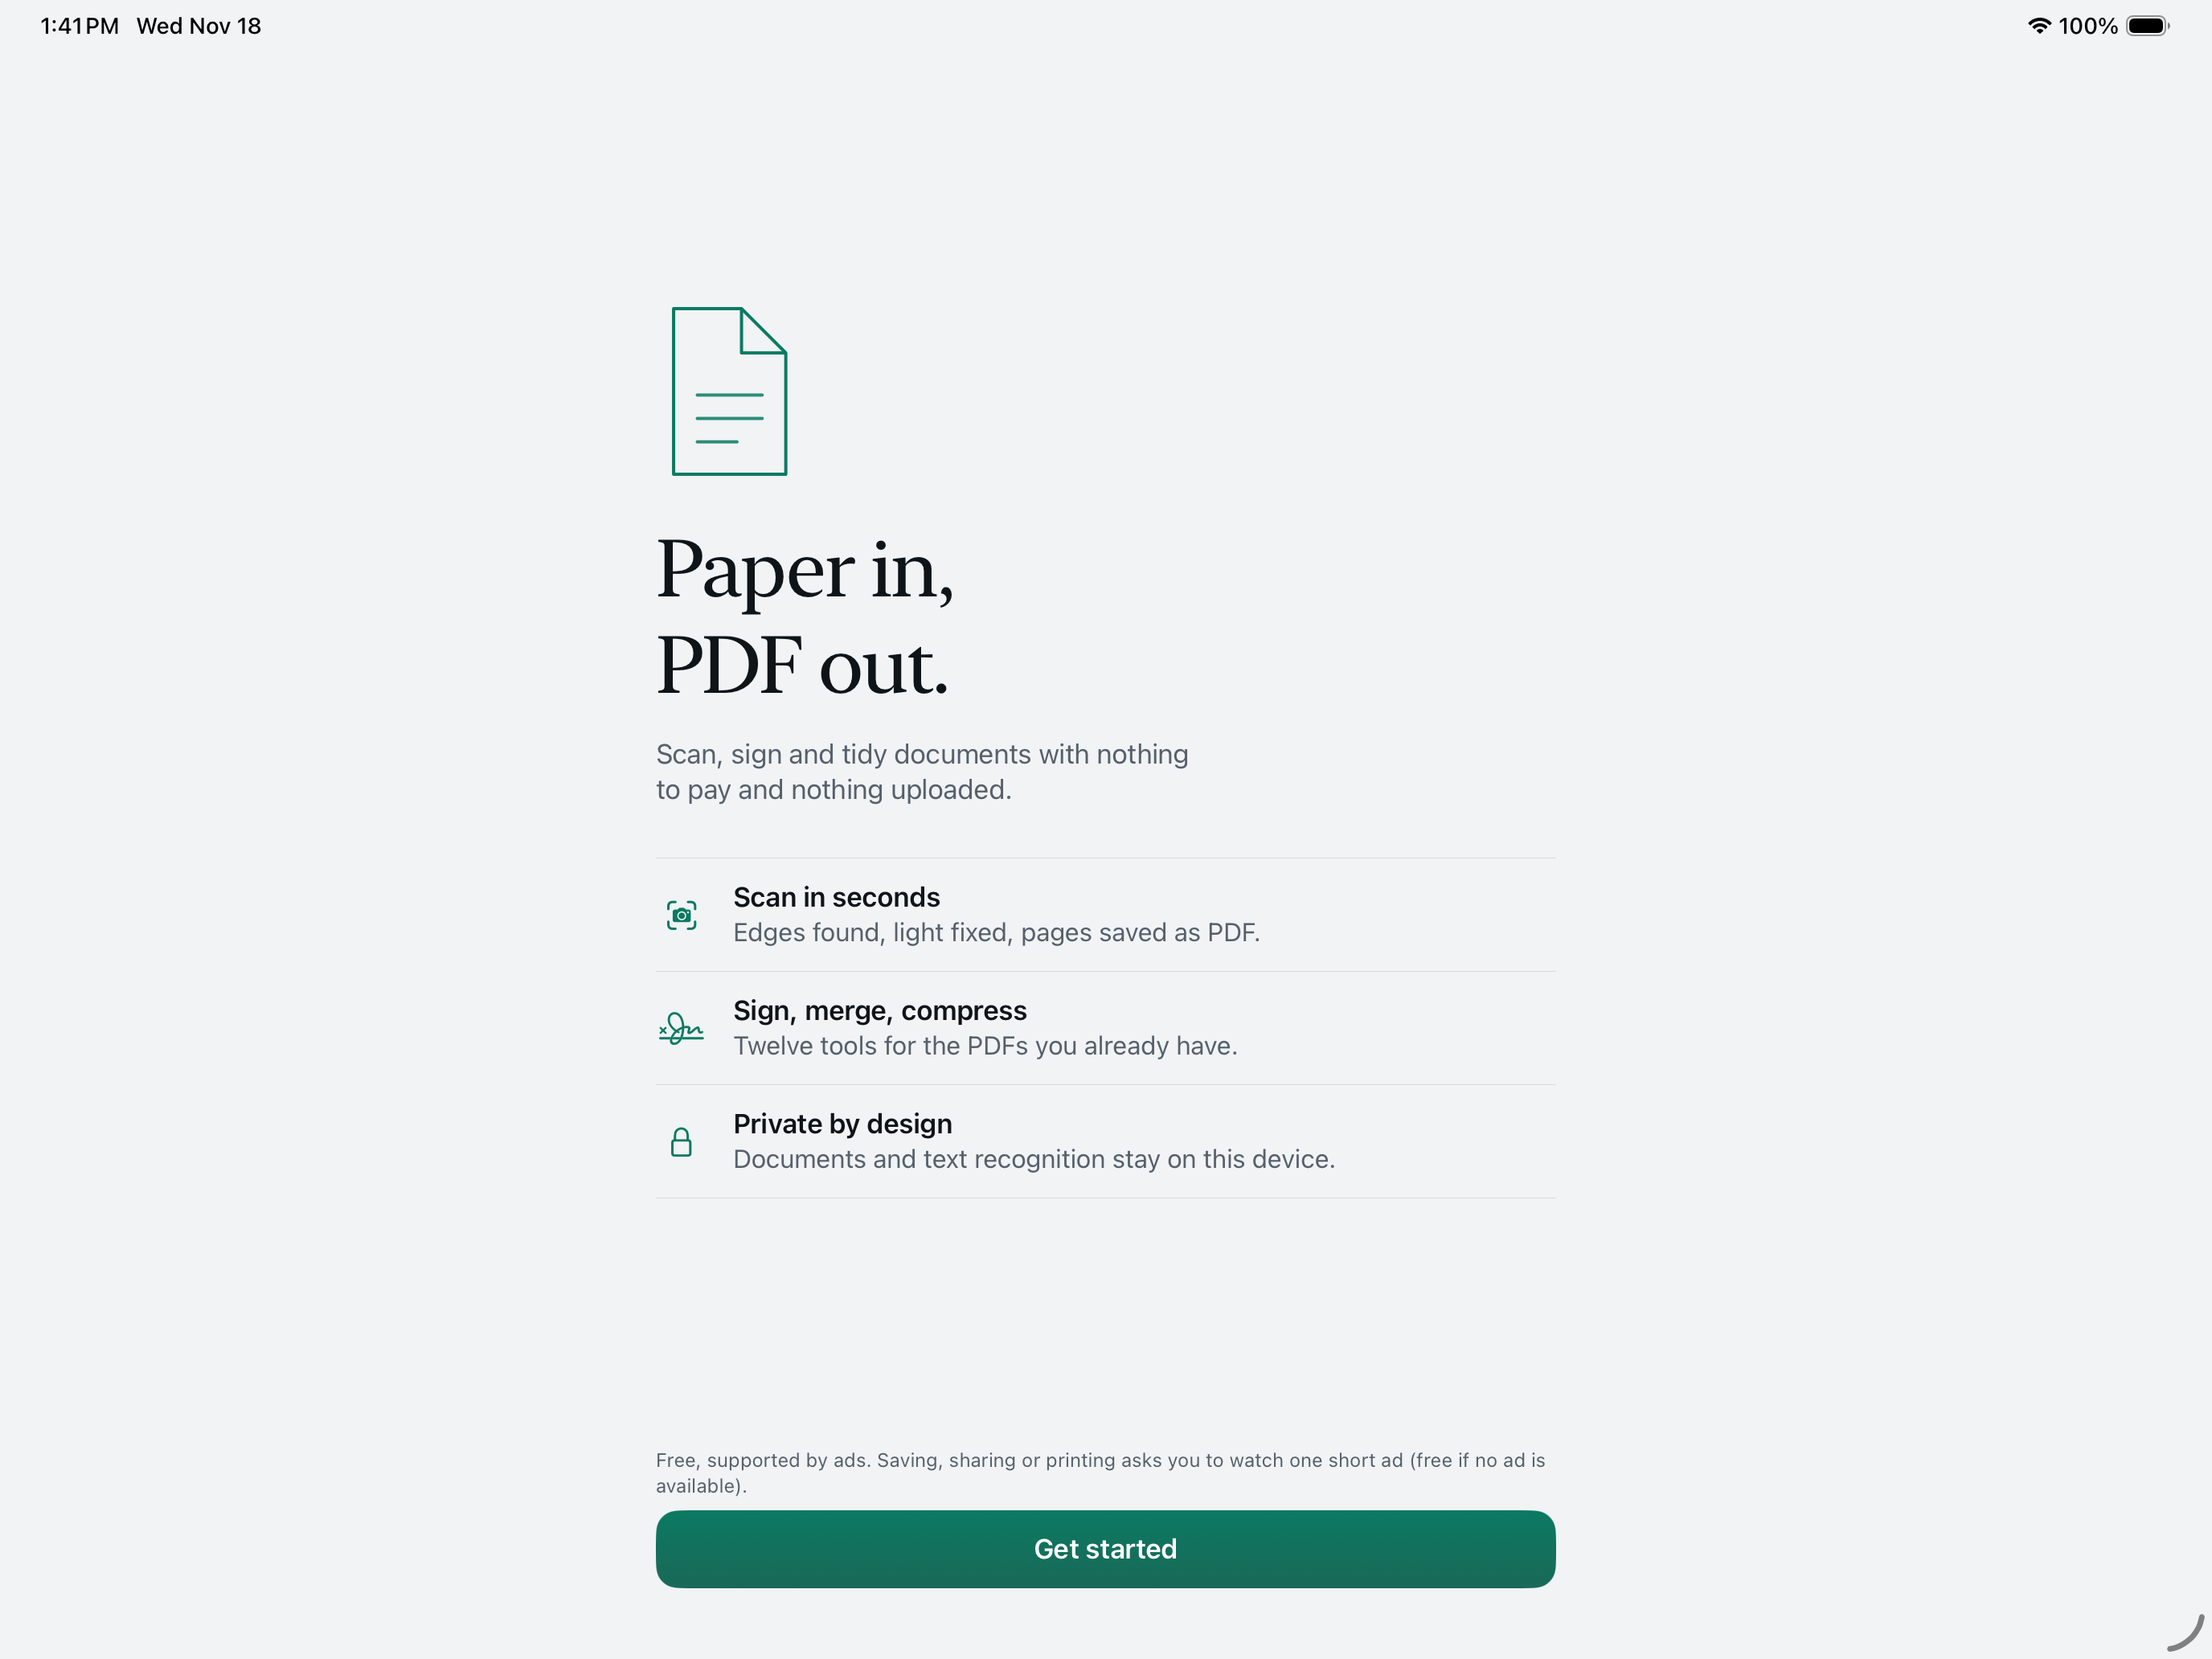 1:41 PM Wed Nov 18
100%
Paper in,
PDF out.
Scan, sign and tidy documents with nothing
to pay and nothing uploaded.
Scan in seconds
Edges found, light fixed, pages saved as PDF.
Sign, merge, compress
Twelve tools for the PDFs you already have.
Private by design
Documents and text recognition stay on this device.
Free, supported by ads. Saving, sharing or printing asks you to watch one short ad (free if no ad is
available).
Get started